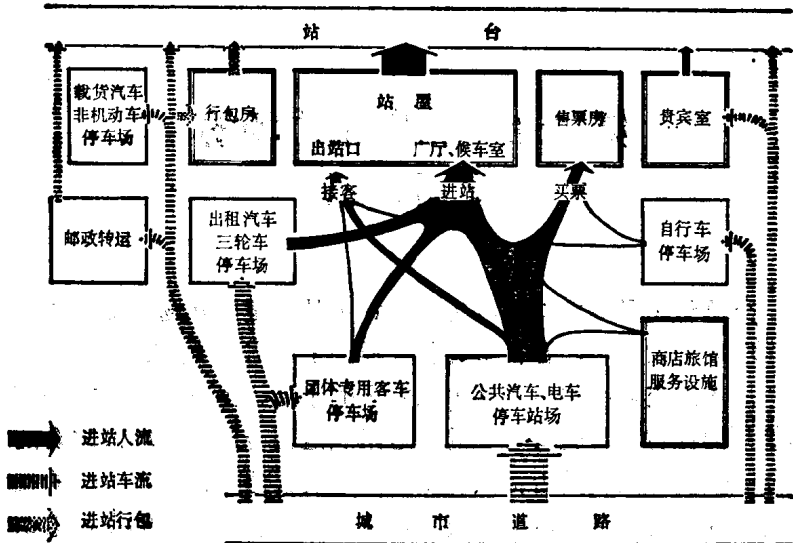 站 台
载货汽车
非机动车
停车场
行包房
站 屋
出站口 广厅、候车室
售票房
贵宾室
接客
进站
买票
邮政转运
出租汽车
三轮车
停车场
自行车
停车场
团体专用客车
停车场
公共汽车、电车
停车站场
商店旅馆
服务设施
进站人流
进站车流
进站行包
城 市 道 路